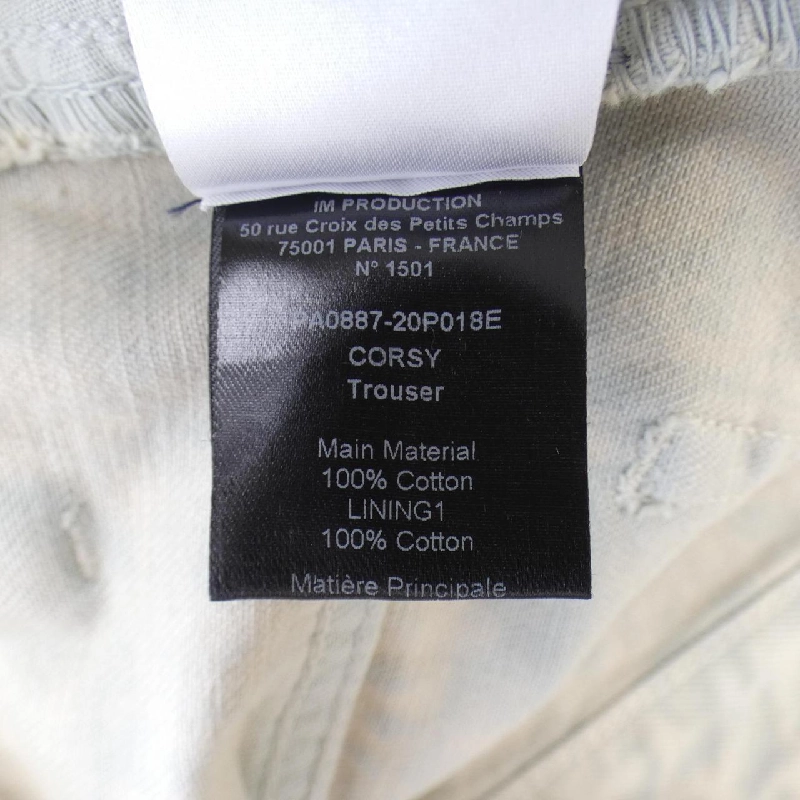 IM PRODUCTION
50 rue Croix des Petits Champs
75001 PARIS - FRANCE
N° 1501
PA0887-20P018E
CORSY
Trouser
Main Material
100% Cotton
LINING1
100% Cotton
Matière Principale